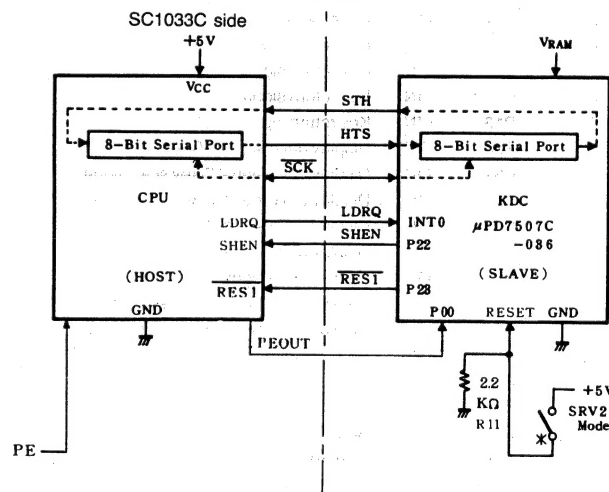 SC1033C side
+5V
VRAM
VCC
STH
8-Bit Serial Port
HTS
8-Bit Serial Port
SCK
CPU
KDC
LDRQ
LDRQ
INT0
μPD7507C
-086
SHEN
SHEN
P22
(HOST)
(SLAVE)
RES1
RES1
P23
GND
P00
RESET
GND
PEOUT
2.2
KΩ
R11
+5V
SRV2
Mode
*
PE